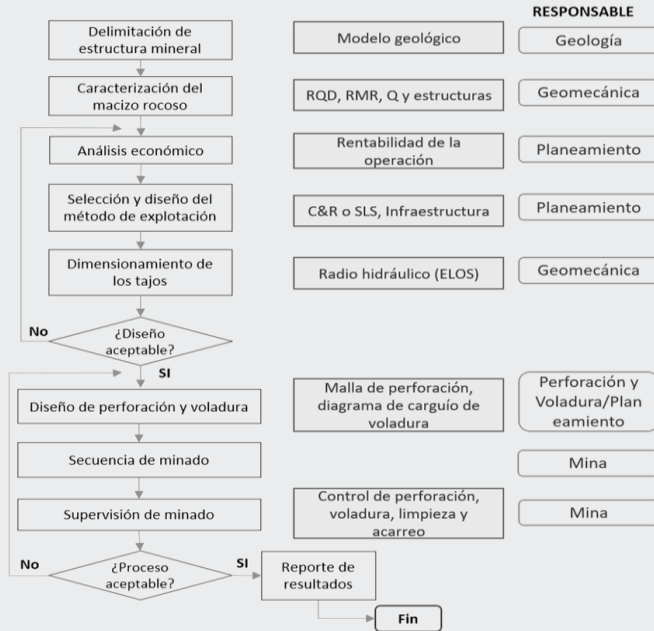 RESPONSABLE
Delimitación de
estructura mineral
Modelo geológico
Geología
Caracterización del
macizo rocoso
RQD, RMR, Q y estructuras
Geomecánica
Análisis económico
Rentabilidad de la
operación
Planeamiento
Selección y diseño del
método de explotación
C&R o SLS, Infraestructura
Planeamiento
Dimensionamiento de
los tajos
Radio hidráulico (ELOS)
Geomecánica
No
¿Diseño
aceptable?
SI
Diseño de perforación y voladura
Malla de perforación,
diagrama de carguío de
voladura
Perforación y
Voladura/Plan
eamiento
Secuencia de minado
Mina
Supervisión de minado
Control de perforación,
voladura, limpieza y
acarreo
Mina
No
¿Proceso
aceptable?
SI
Reporte de
resultados
Fin